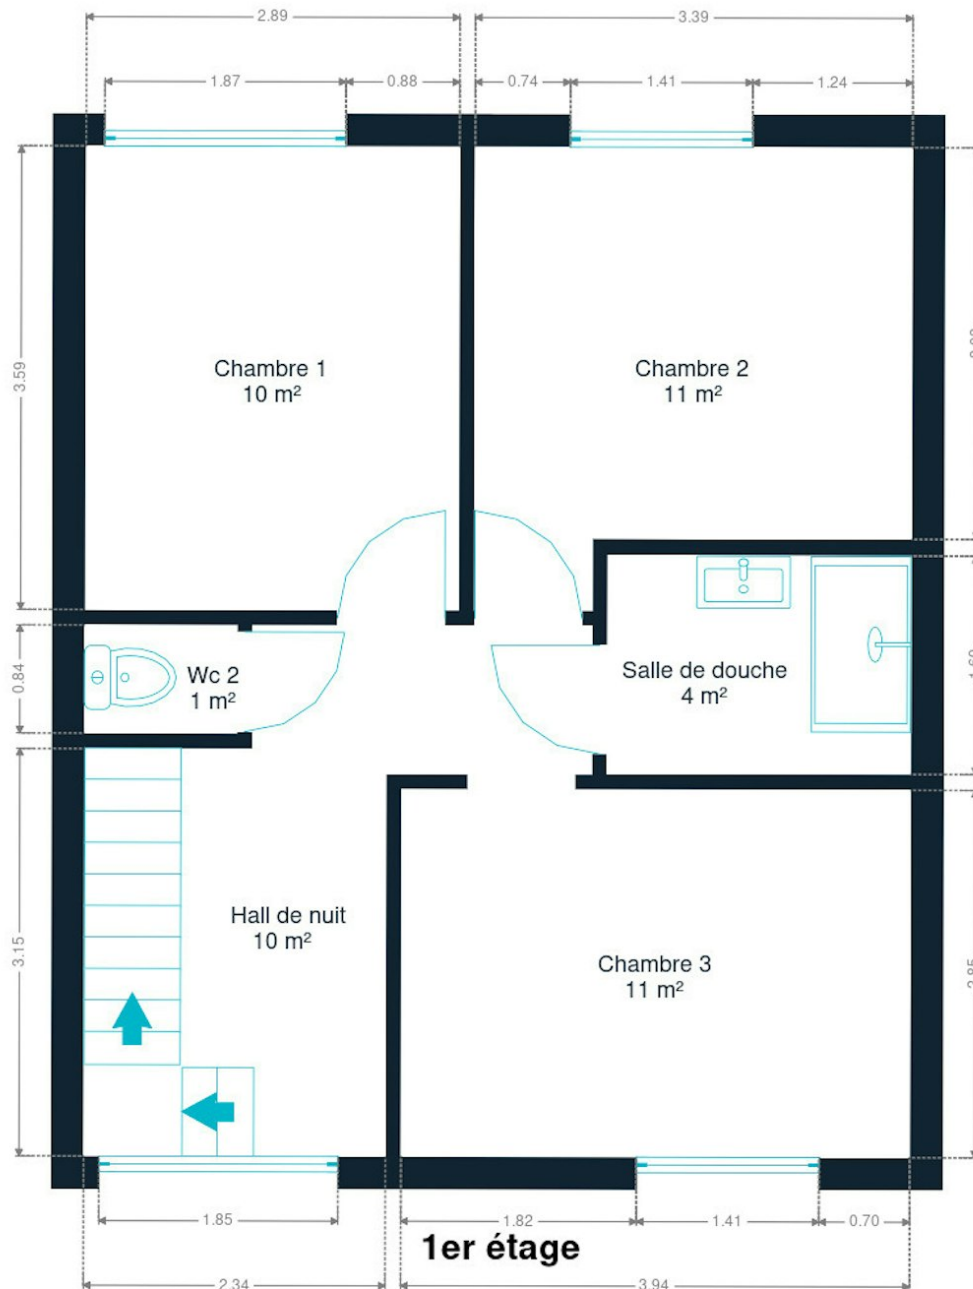 2.89
3.39
1.87
0.88
0.74
1.41
1.24
3.59
Chambre 1
10 m²
Chambre 2
11 m²
0.84
Wc 2
1 m²
Salle de douche
4 m²
3.15
Hall de nuit
10 m²
Chambre 3
11 m²
1.85
1.82
1.41
0.70
1er étage
2.34
3.94